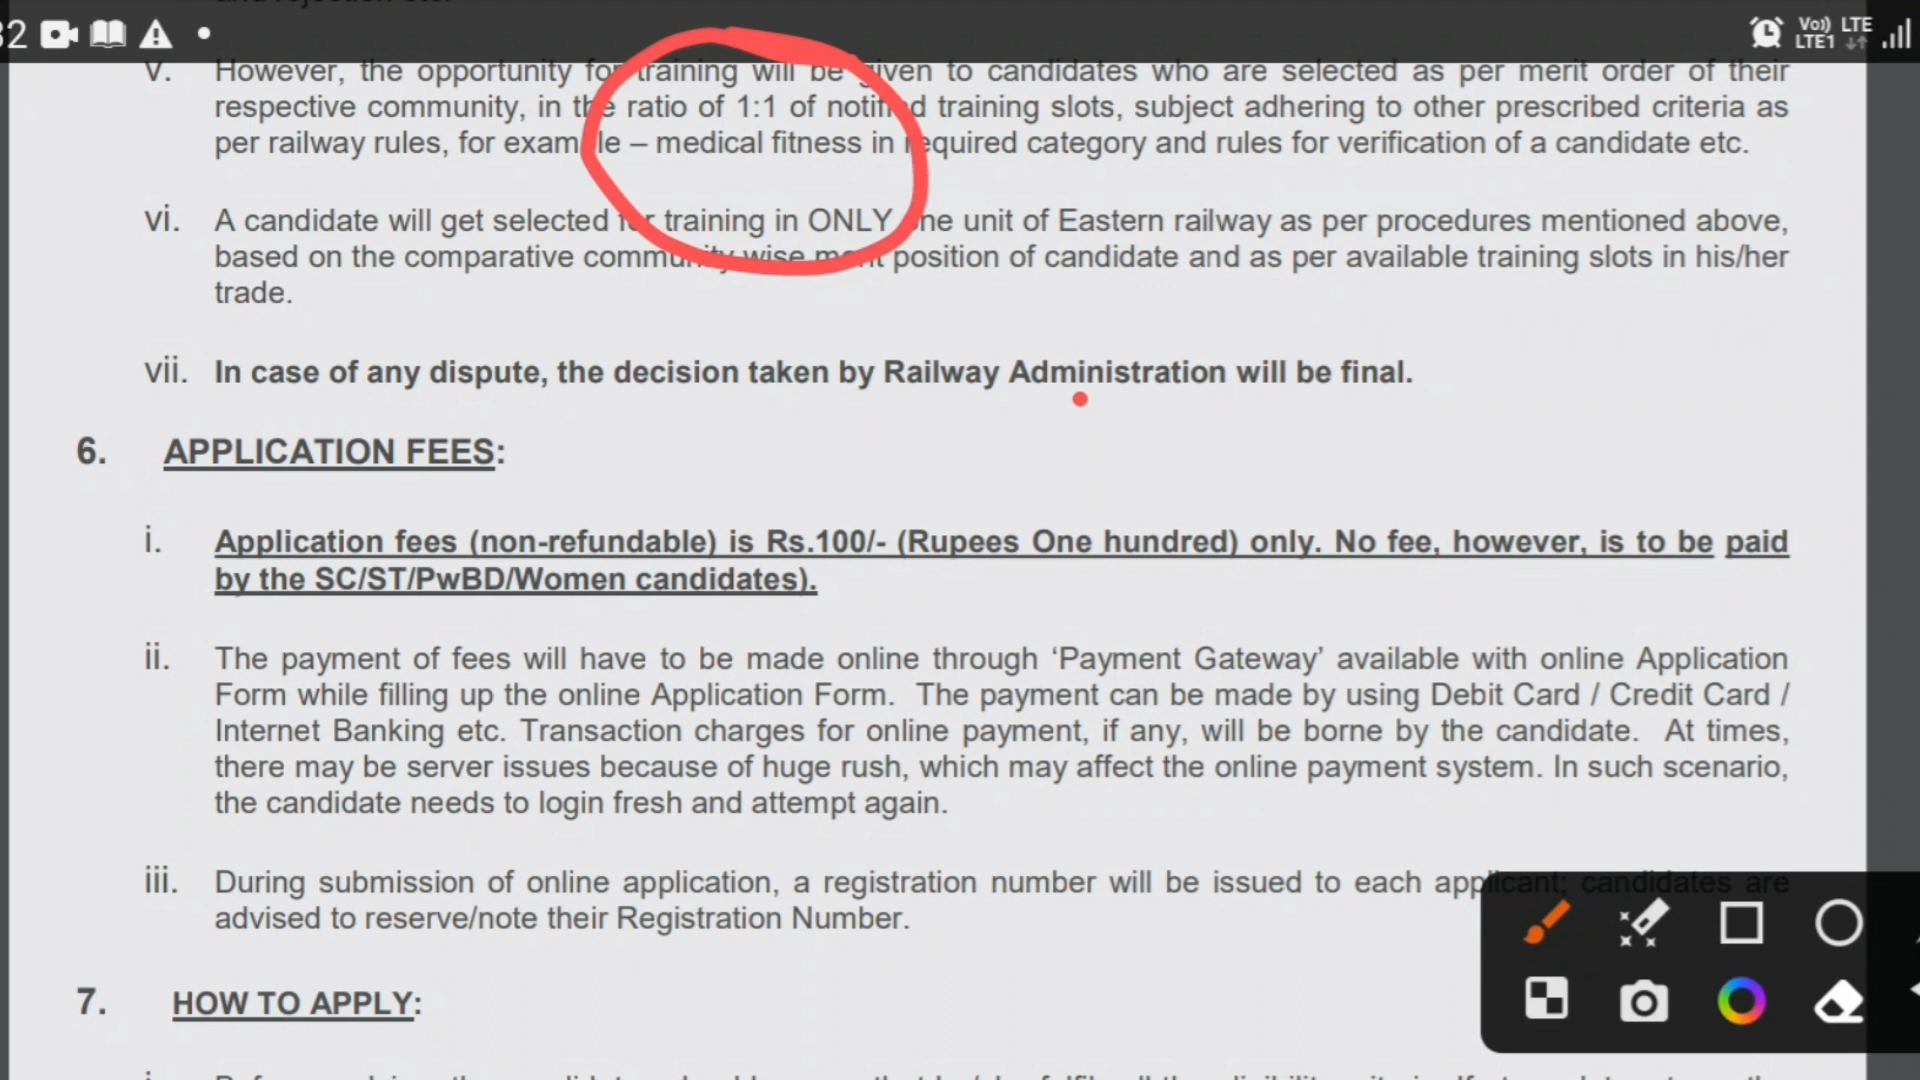 32
Vo)) LTE
LTE1
v. However, the opportunity for training will be given to candidates who are selected as per merit order of their
respective community, in the ratio of 1:1 of notified training slots, subject adhering to other prescribed criteria as
per railway rules, for example – medical fitness in required category and rules for verification of a candidate etc.
vi. A candidate will get selected for training in ONLY one unit of Eastern railway as per procedures mentioned above,
based on the comparative community wise merit position of candidate and as per available training slots in his/her
trade.
vii. In case of any dispute, the decision taken by Railway Administration will be final.
6. APPLICATION FEES:
i. Application fees (non-refundable) is Rs.100/- (Rupees One hundred) only. No fee, however, is to be paid
by the SC/ST/PwBD/Women candidates).
ii. The payment of fees will have to be made online through ‘Payment Gateway’ available with online Application
Form while filling up the online Application Form. The payment can be made by using Debit Card / Credit Card /
Internet Banking etc. Transaction charges for online payment, if any, will be borne by the candidate. At times,
there may be server issues because of huge rush, which may affect the online payment system. In such scenario,
the candidate needs to login fresh and attempt again.
iii. During submission of online application, a registration number will be issued to each applicant; candidates are
advised to reserve/note their Registration Number.
7. HOW TO APPLY: